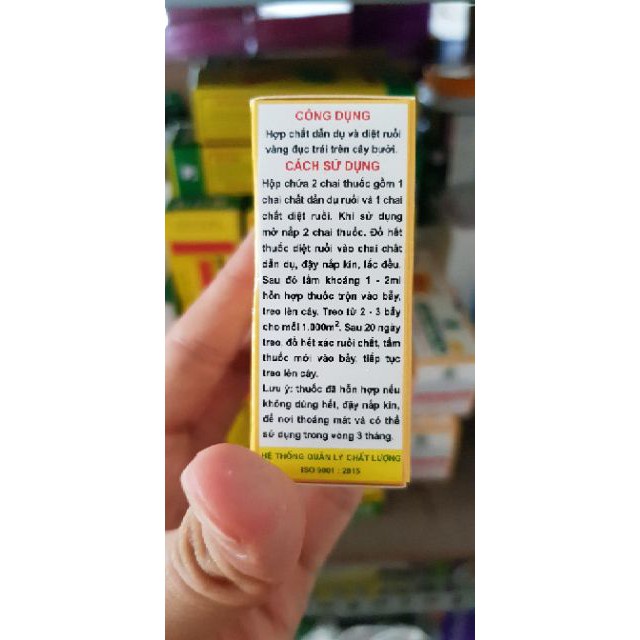 CÔNG DỤNG
Hợp chất dẫn dụ và diệt ruồi
vàng đục trái trên cây bưởi.
CÁCH SỬ DỤNG
Hộp chứa 2 chai thuốc gồm 1
chai chất dẫn dụ ruồi và 1 chai
chất diệt ruồi. Khi sử dụng
mở nắp 2 chai thuốc. Đổ hết
thuốc diệt ruồi vào chai chất
dẫn dụ, đậy nắp kín, lắc đều.
Sau đó tẩm khoảng 1 - 2ml
hỗn hợp thuốc trộn vào bẫy,
treo lên cây. Treo từ 2 - 3 bẫy
cho mỗi 1.000m². Sau 20 ngày
treo, đổ hết xác ruồi chất, tẩm
thuốc mới vào bẫy, tiếp tục
treo lên cây.
Lưu ý: thuốc đã hỗn hợp nếu
không dùng hết, đậy nắp kín,
để nơi thoáng mát và có thể
sử dụng trong vòng 3 tháng.
HỆ THỐNG QUẢN LÝ CHẤT LƯỢNG
ISO 9001 : 2015